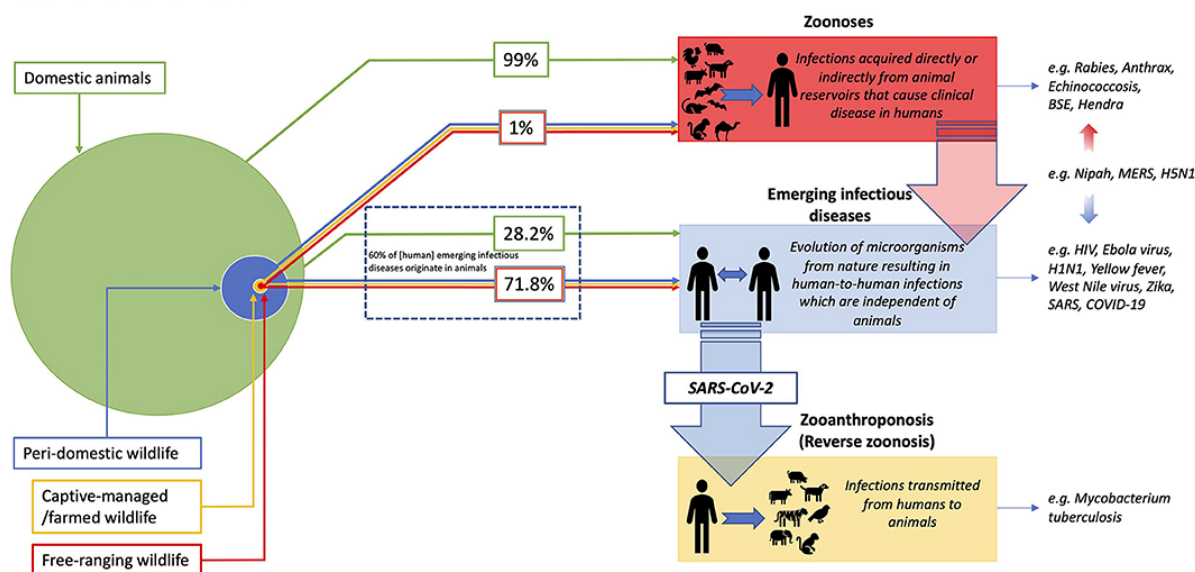 Zoonoses
Domestic animals
99%
Infections acquired directly or
indirectly from animal
reservoirs that cause clinical
disease in humans
e.g. Rabies, Anthrax,
Echinococcosis,
BSE, Hendra
1%
e.g. Nipah, MERS, H5N1
Emerging infectious
diseases
28.2%
60% of [human] emerging infectious
diseases originate in animals
71.8%
Evolution of microorganisms
from nature resulting in
human-to-human infections
which are independent of
animals
e.g. HIV, Ebola virus,
H1N1, Yellow fever,
West Nile virus, Zika,
SARS, COVID-19
SARS-CoV-2
Zooanthroponosis
(Reverse zoonosis)
Peri-domestic wildlife
Captive-managed
/farmed wildlife
Free-ranging wildlife
Infections transmitted
from humans to
animals
e.g. Mycobacterium
tuberculosis